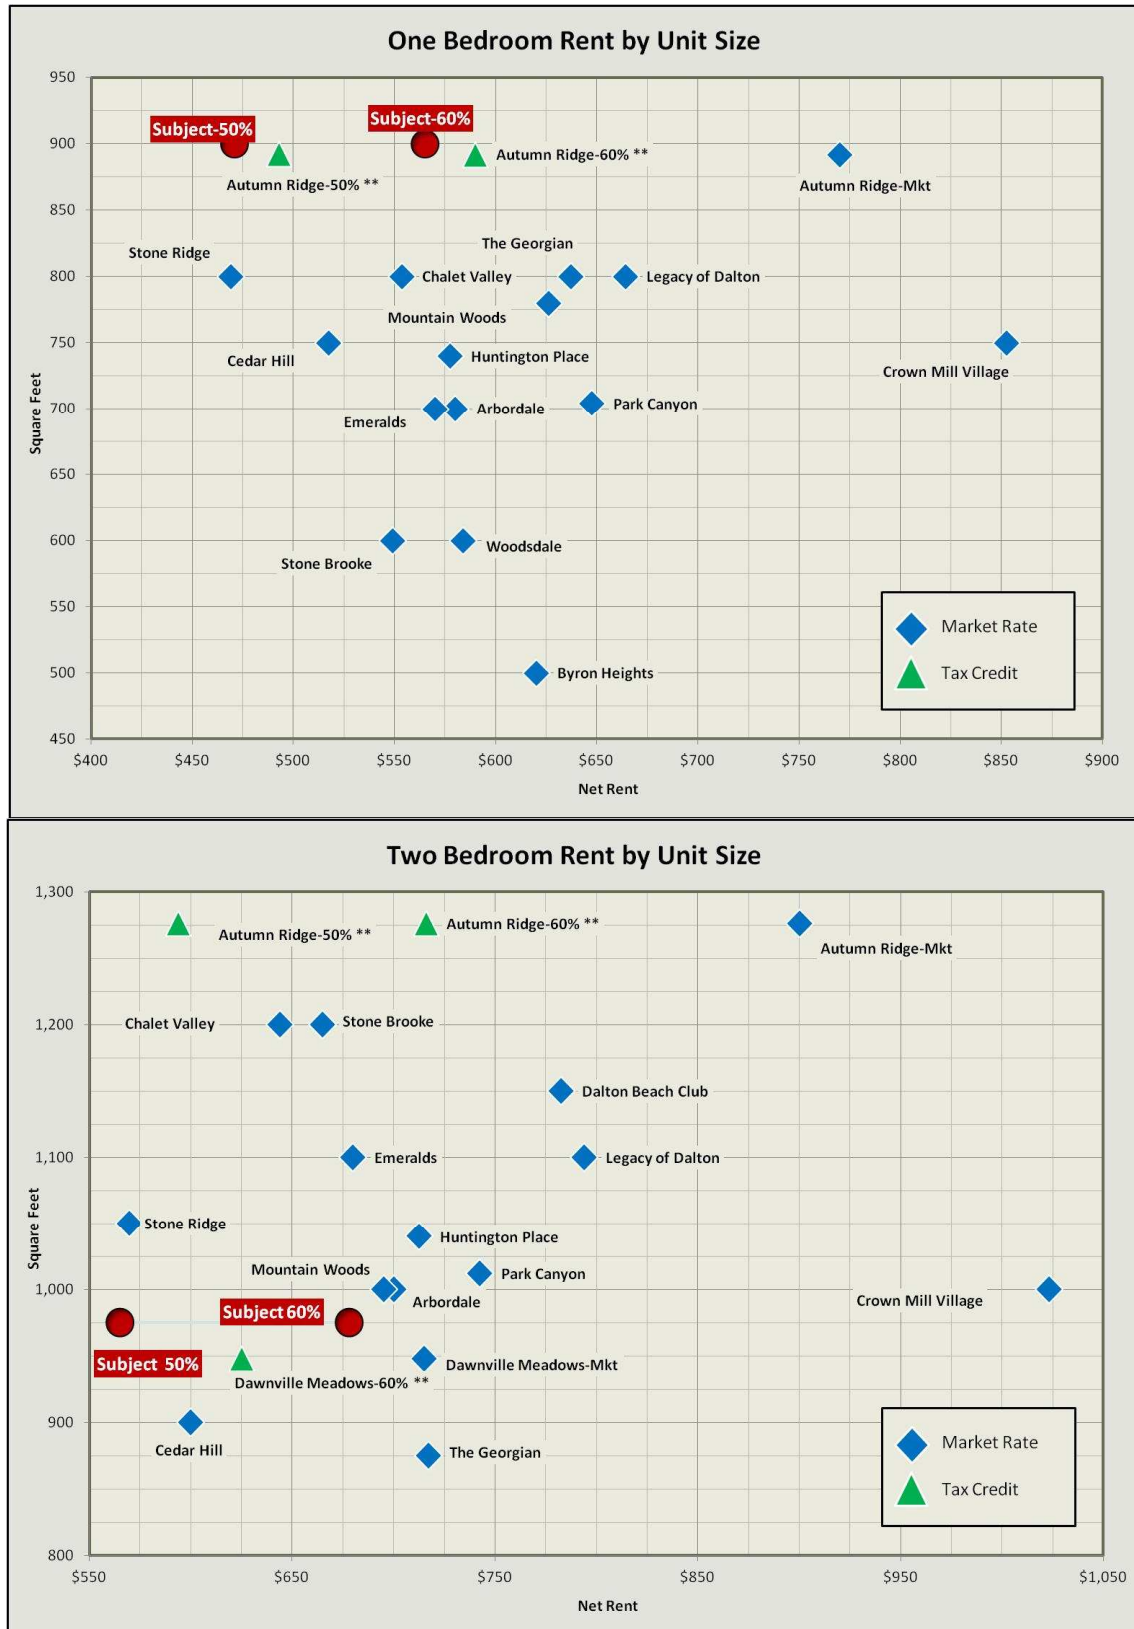 One Bedroom Rent by Unit Size
950
900
850
800
750
700
650
600
550
500
450
Square Feet
Subject-50%
Subject-60%
Autumn Ridge-60% **
Autumn Ridge-50% **
Autumn Ridge-Mkt
The Georgian
Stone Ridge
Chalet Valley
Legacy of Dalton
Mountain Woods
Cedar Hill
Huntington Place
Crown Mill Village
Emeralds
Arbordale
Park Canyon
Stone Brooke
Woodsdale
Byron Heights
Market Rate
Tax Credit
$400 $450 $500 $550 $600 $650 $700 $750 $800 $850 $900
Net Rent
Two Bedroom Rent by Unit Size
1,300
1,200
1,100
1,000
900
800
Square Feet
Autumn Ridge-50% **
Autumn Ridge-60% **
Autumn Ridge-Mkt
Chalet Valley
Stone Brooke
Dalton Beach Club
Emeralds
Legacy of Dalton
Stone Ridge
Huntington Place
Mountain Woods
Park Canyon
Arbordale
Crown Mill Village
Subject 60%
Subject 50%
Dawnville Meadows-Mkt
Dawnville Meadows-60% **
Cedar Hill
The Georgian
Market Rate
Tax Credit
$550 $650 $750 $850 $950 $1,050
Net Rent